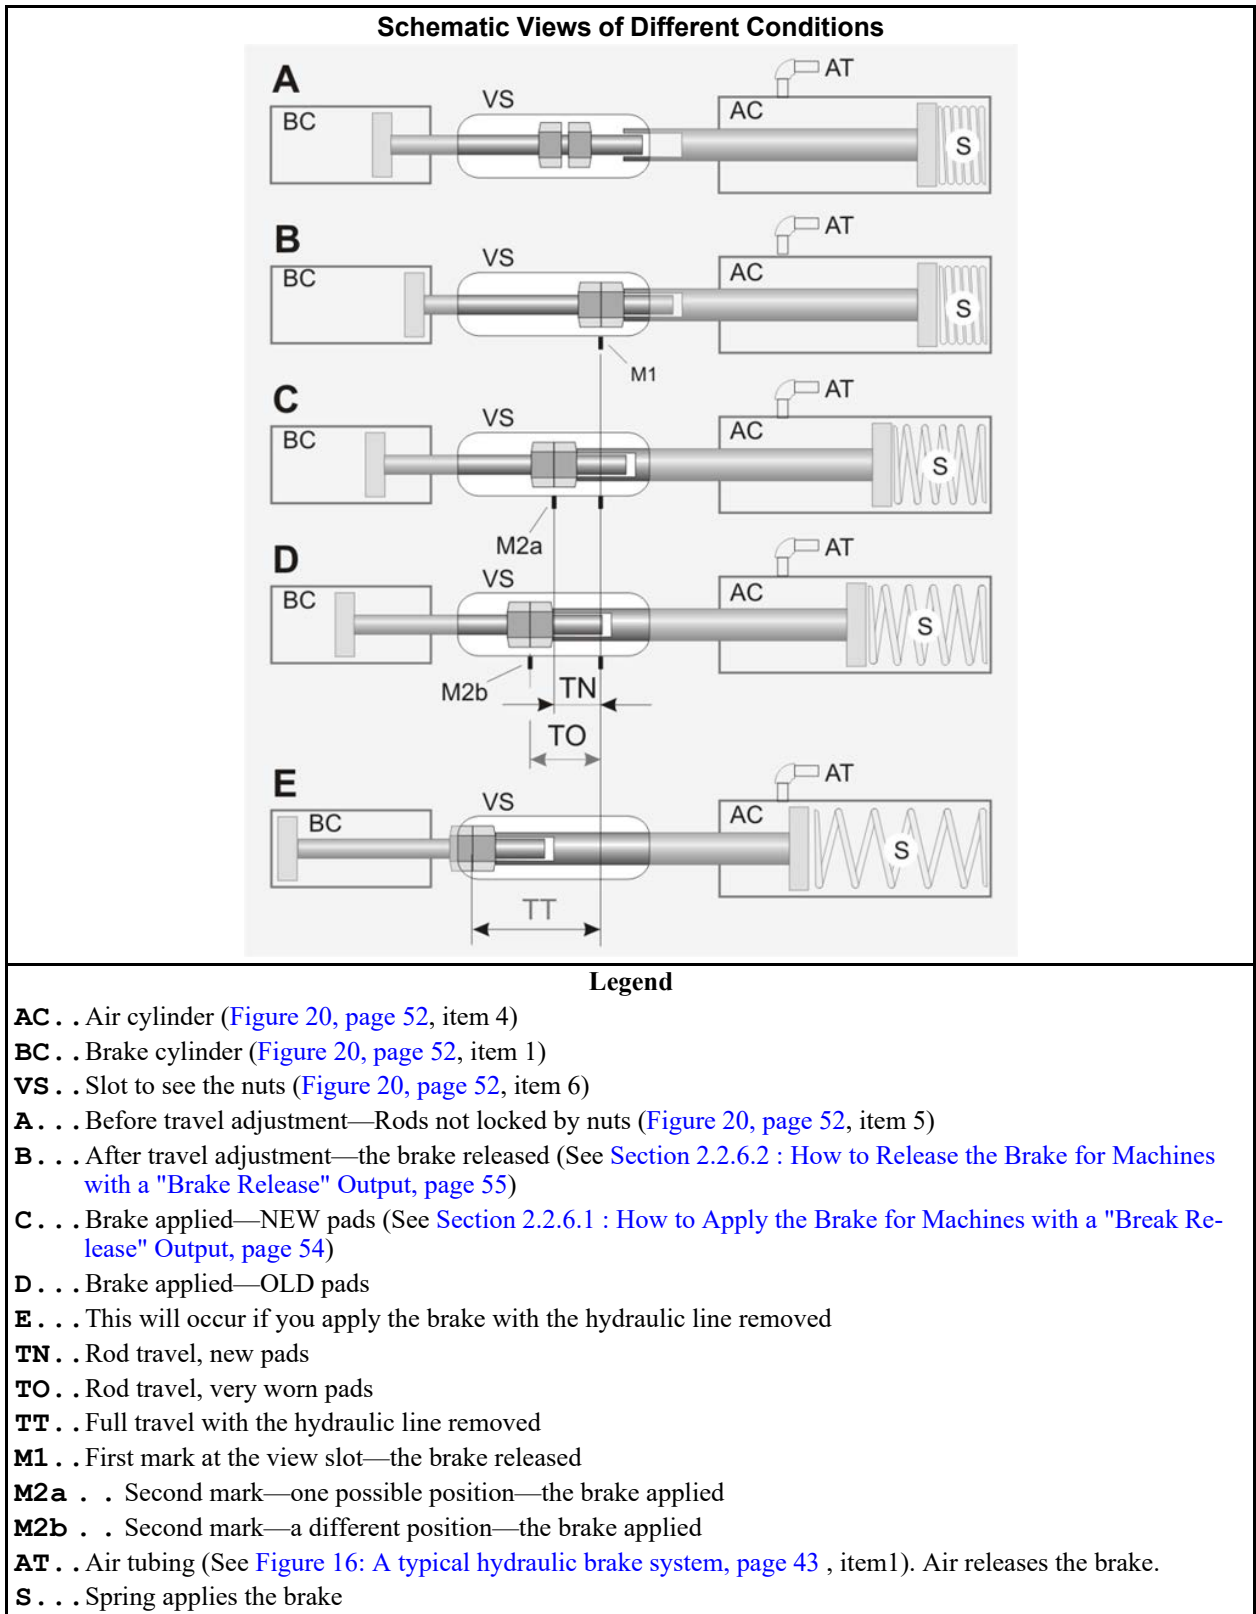 Schematic Views of Different Conditions
A
BC
VS
AC
AT
S
B
BC
VS
AC
AT
S
M1
C
BC
VS
AC
AT
S
M2a
D
BC
VS
AC
AT
S
M2b
TN
TO
E
BC
VS
AC
AT
S
TT
Legend
AC . . Air cylinder (Figure 20, page 52, item 4)
BC . . Brake cylinder (Figure 20, page 52, item 1)
VS . . Slot to see the nuts (Figure 20, page 52, item 6)
A . . . Before travel adjustment—Rods not locked by nuts (Figure 20, page 52, item 5)
B . . . After travel adjustment—the brake released (See Section 2.2.6.2 : How to Release the Brake for Machines
with a "Brake Release" Output, page 55)
C . . . Brake applied—NEW pads (See Section 2.2.6.1 : How to Apply the Brake for Machines with a "Break Re-
lease" Output, page 54)
D . . . Brake applied—OLD pads
E . . . This will occur if you apply the brake with the hydraulic line removed
TN . . Rod travel, new pads
TO . . Rod travel, very worn pads
TT . . Full travel with the hydraulic line removed
M1 . . First mark at the view slot—the brake released
M2a . . Second mark—one possible position—the brake applied
M2b . . Second mark—a different position—the brake applied
AT . . Air tubing (See Figure 16: A typical hydraulic brake system, page 43 , item1). Air releases the brake.
S . . . Spring applies the brake